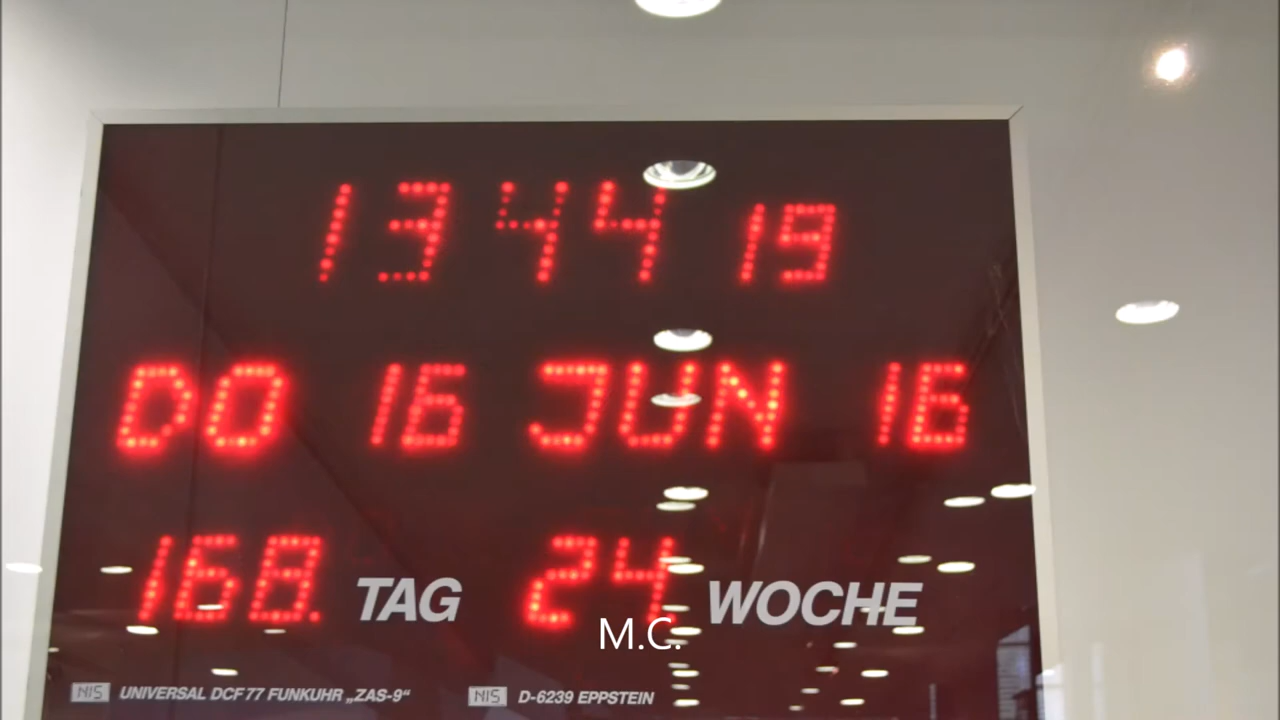 13 44 19
DO 16 JUN 16
168. TAG 24 WOCHE
M.C.
NIS UNIVERSAL DCF77 FUNKUHR „ZAS-9“ NIS D-6239 EPPSTEIN